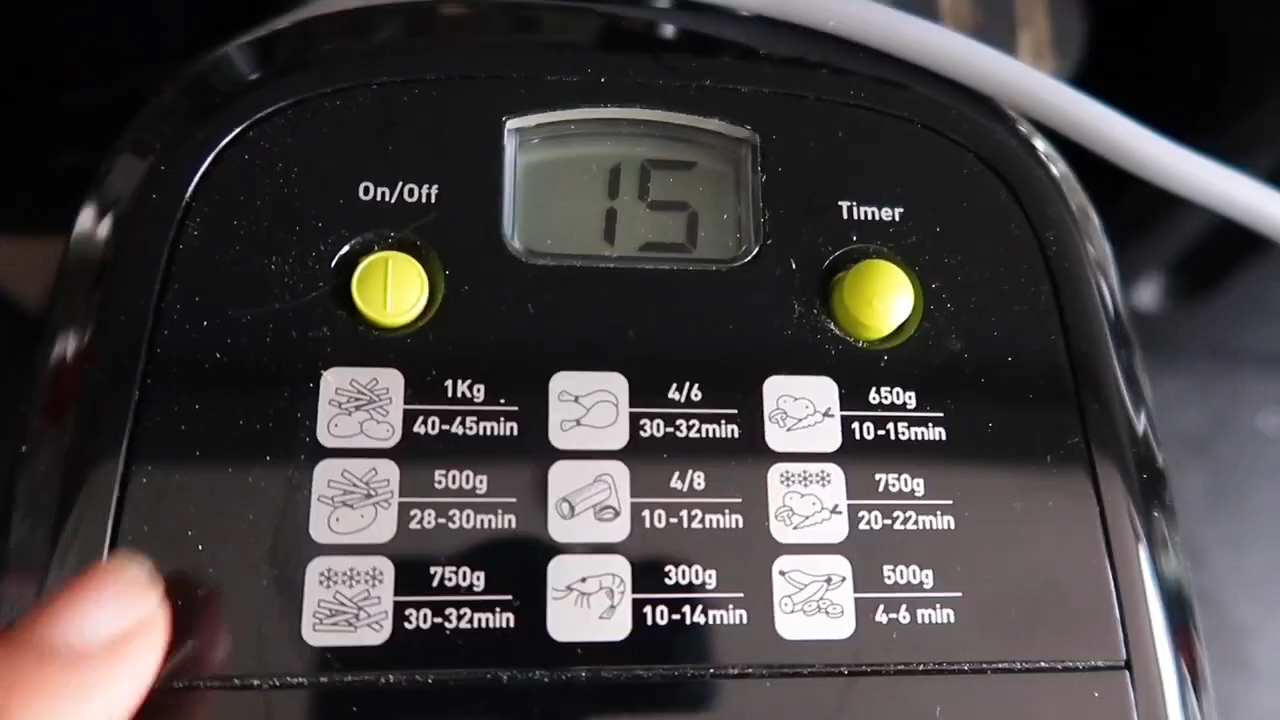 On/Off
15
Timer
1Kg
40-45min
4/6
30-32min
650g
10-15min
500g
28-30min
4/8
10-12min
750g
20-22min
750g
30-32min
300g
10-14min
500g
4-6 min